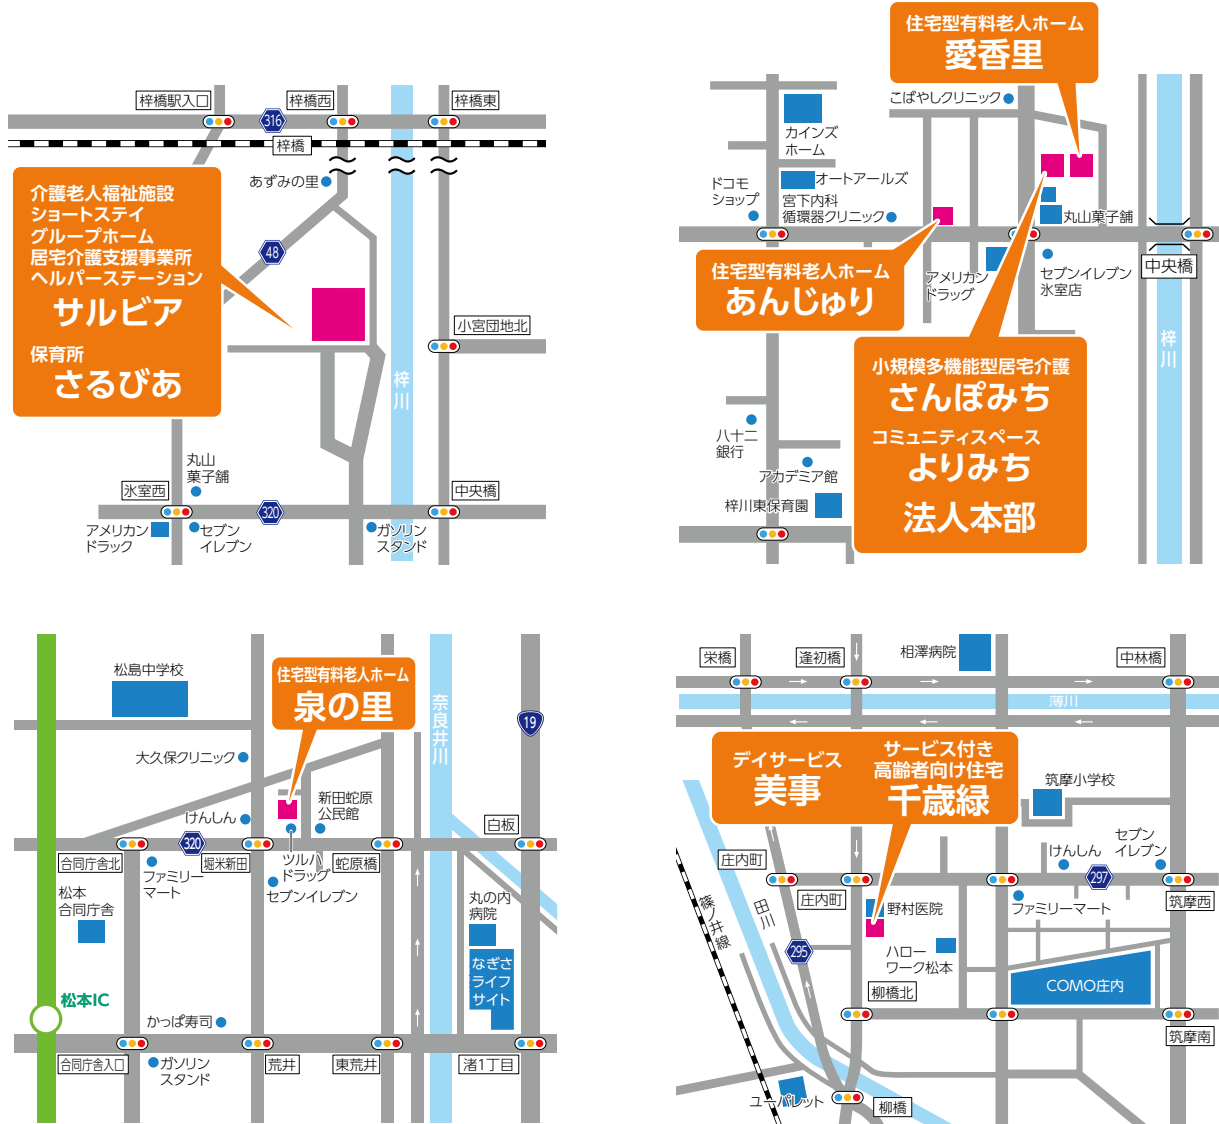 梓橋駅入口
梓橋西
梓橋東
316
梓橋
あずみの里
介護老人福祉施設
ショートステイ
グループホーム
居宅介護支援事業所
ヘルパーステーション
サルビア
保育所
さるびあ
48
小宮団地北
梓川
丸山
菓子舗
氷室西
320
中央橋
アメリカン
ドラック
セブン
イレブン
ガソリン
スタンド
住宅型有料老人ホーム
愛香里
こばやしクリニック
カインズ
ホーム
オートアールズ
ドコモ
ショップ
宮下内科
循環器クリニック
丸山菓子舗
住宅型有料老人ホーム
あんじゅり
アメリカン
ドラッグ
セブンイレブン
氷室店
中央橋
梓川
小規模多機能型居宅介護
さんぽみち
コミュニティスペース
よりみち
法人本部
八十二
銀行
アカデミア館
梓川東保育園
松島中学校
住宅型有料老人ホーム
泉の里
奈良井川
19
大久保クリニック
新田蛇原
公民館
けんしん
白板
合同庁舎北
320
堀米新田
ツルハ
ドラッグ
蛇原橋
ファミリー
マート
セブンイレブン
松本
合同庁舎
丸の内
病院
なぎさ
ライフ
サイト
松本IC
かっぱ寿司
合同庁舎入口
ガソリン
スタンド
荒井
東荒井
渚1丁目
栄橋
逢初橋
相澤病院
中林橋
薄川
デイサービス
美事
サービス付き
高齢者向け住宅
千歳緑
筑摩小学校
セブン
イレブン
けんしん
庄内町
297
庄内町
筑摩西
篠ノ井線
田川
野村医院
ファミリーマート
295
ハロー
ワーク松本
柳橋北
COMO庄内
筑摩南
ユーパレット
柳橋